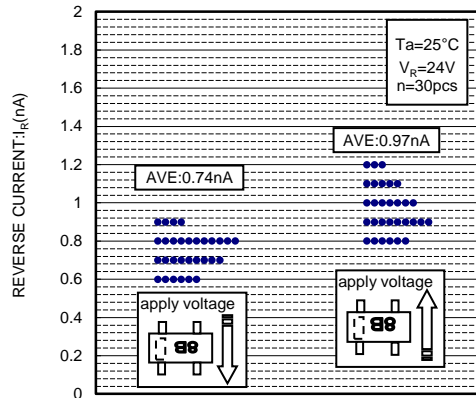 2
1.8
1.6
1.4
1.2
1
0.8
0.6
0.4
0.2
0
REVERSE CURRENT:I_R(nA)
Ta=25°C
V_R=24V
n=30pcs
AVE:0.74nA
AVE:0.97nA
apply voltage
8B
apply voltage
8B